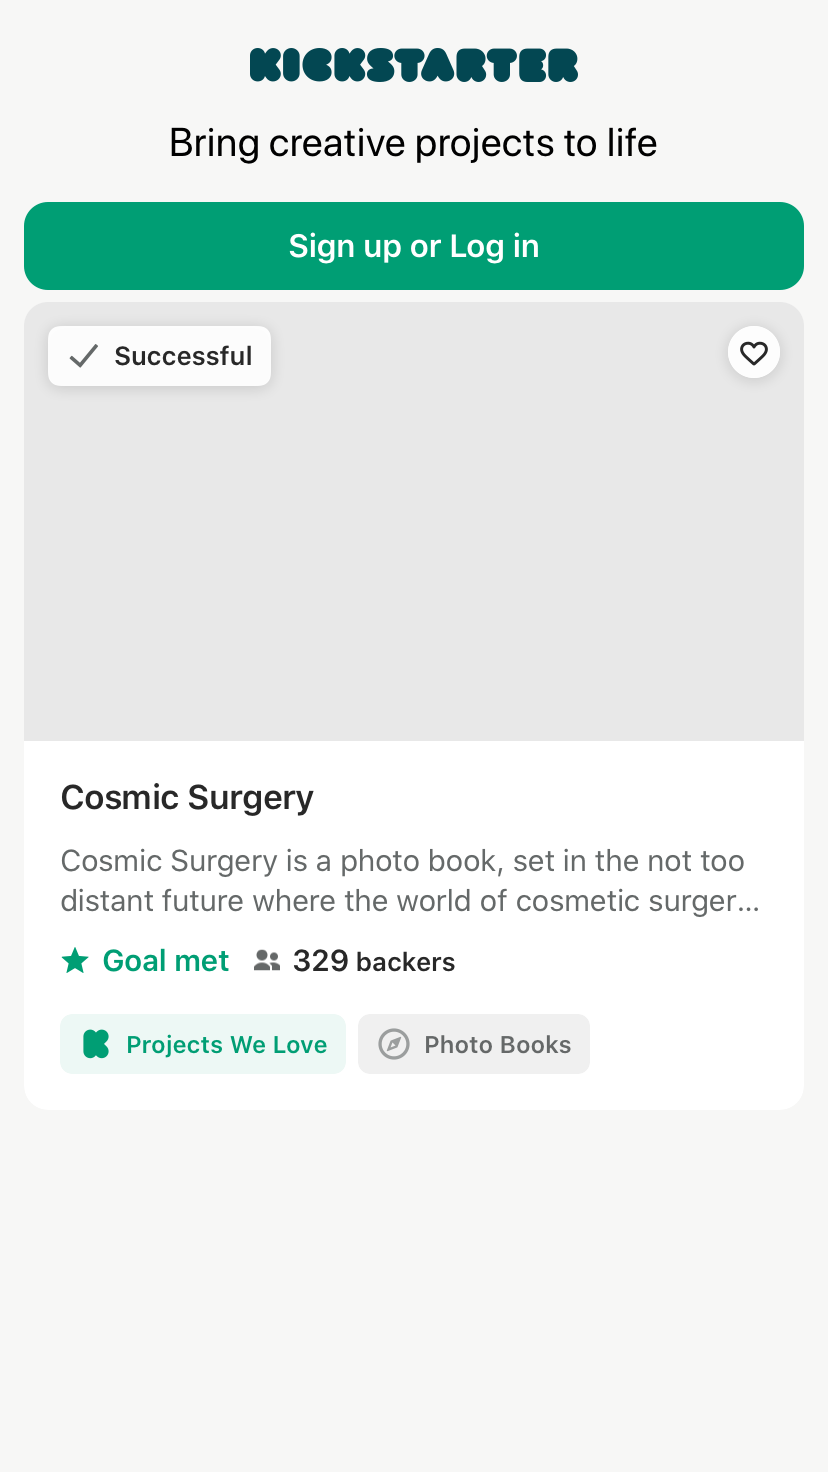 KICKSTARTER
Bring creative projects to life
Sign up or Log in
Successful
Cosmic Surgery
Cosmic Surgery is a photo book, set in the not too
distant future where the world of cosmetic surger...
Goal met 329 backers
Projects We Love Photo Books